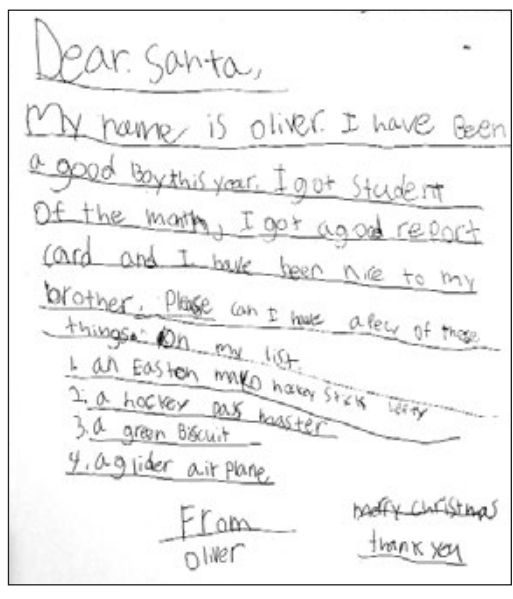 Dear. Santa,
My name is oliver. I have Been
a good Boy this year. I got Student
Of the month, I got a good report
card and I have been nice to my
brother. Please can I have a few of these
things. On my list.
1. an Easton mako hockey stick lefty
2. a hockey pass
3. a green Biscuit
4. a glider air plane
From
Oliver
merry christmas
thank you